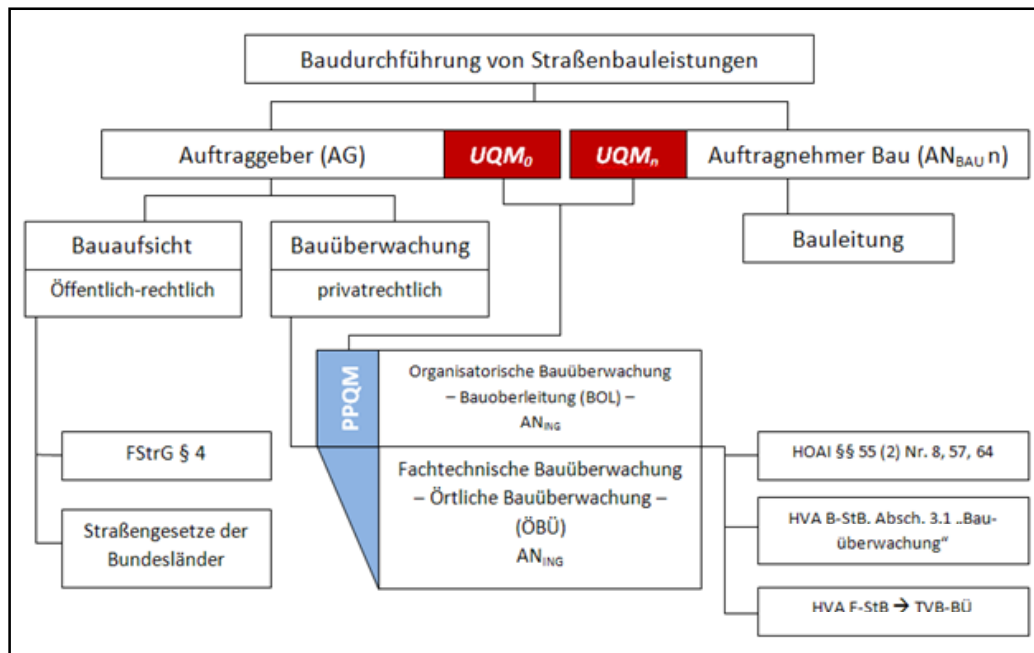 Baudurchführung von Straßenbauleistungen
Auftraggeber (AG)
UQM0
UQMn
Auftragnehmer Bau (ANBAU n)
Bauaufsicht
Öffentlich-rechtlich
Bauüberwachung
privatrechtlich
Bauleitung
PPQM
Organisatorische Bauüberwachung
– Bauoberleitung (BOL) –
ANING
Fachtechnische Bauüberwachung
– Örtliche Bauüberwachung –
(ÖBÜ)
ANING
FStrG § 4
Straßengesetze der
Bundesländer
HOAI §§ 55 (2) Nr. 8, 57, 64
HVA B-StB. Absch. 3.1 „Bau-
überwachung“
HVA F-StB → TVB-BÜ